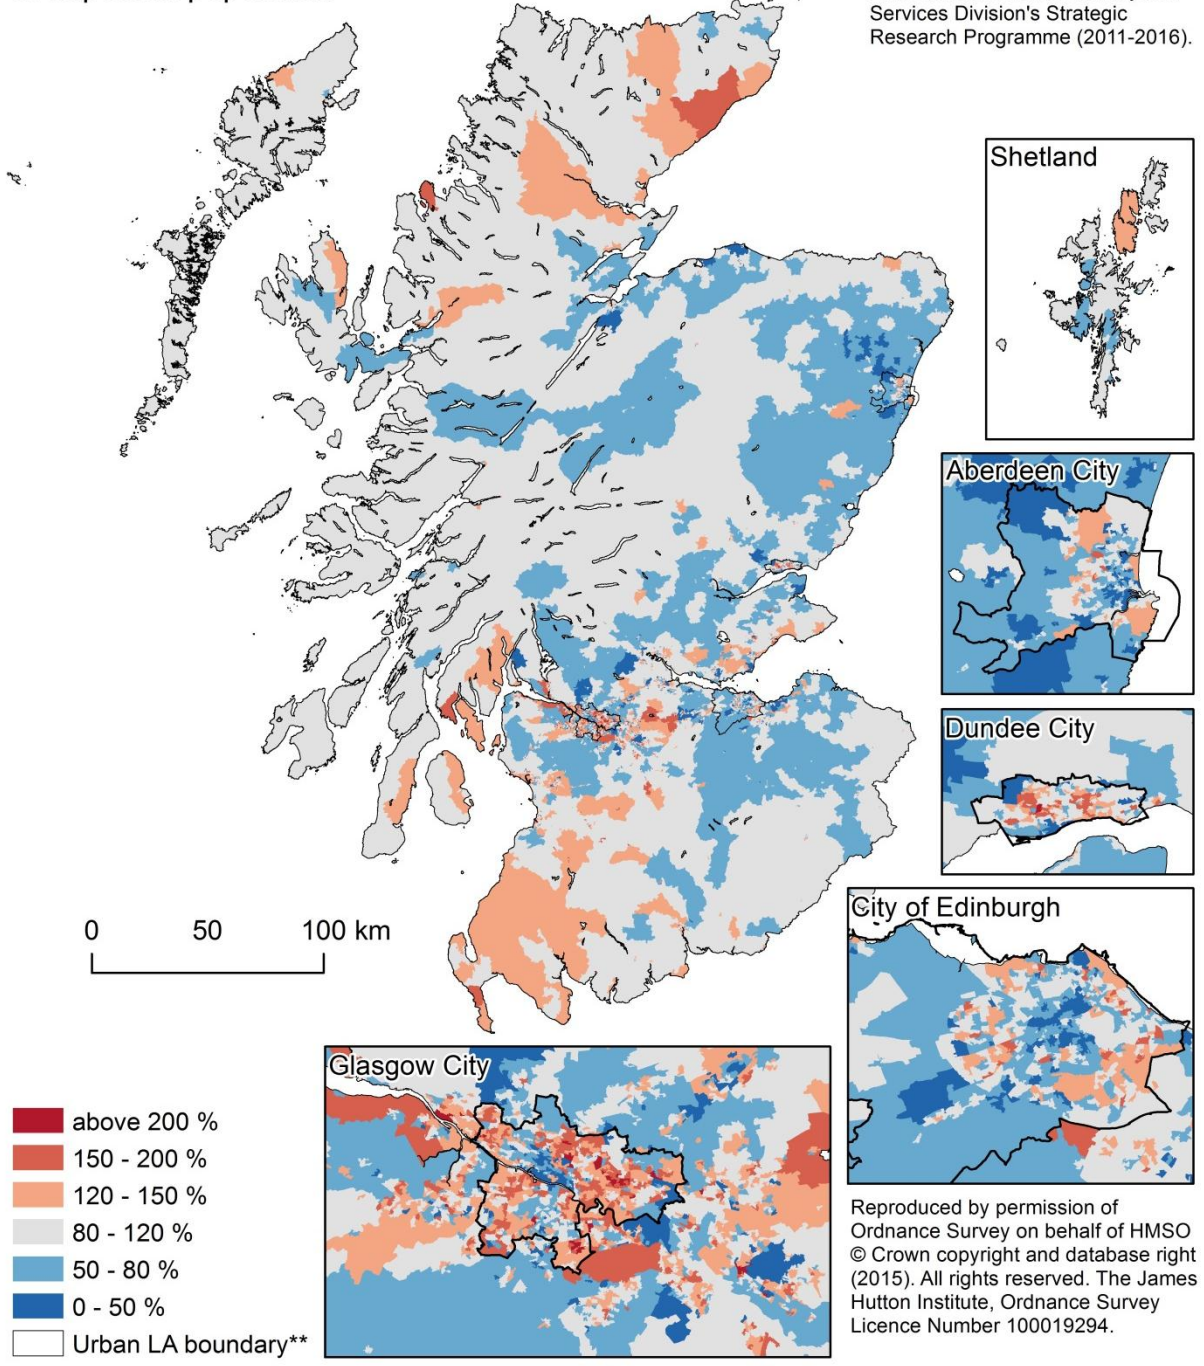 Services Division's Strategic
Research Programme (2011-2016).
Shetland
Aberdeen City
Dundee City
City of Edinburgh
0 50 100 km
Glasgow City
above 200 %
150 - 200 %
120 - 150 %
80 - 120 %
50 - 80 %
0 - 50 %
Urban LA boundary**
Reproduced by permission of
Ordnance Survey on behalf of HMSO
© Crown copyright and database right
(2015). All rights reserved. The James
Hutton Institute, Ordnance Survey
Licence Number 100019294.